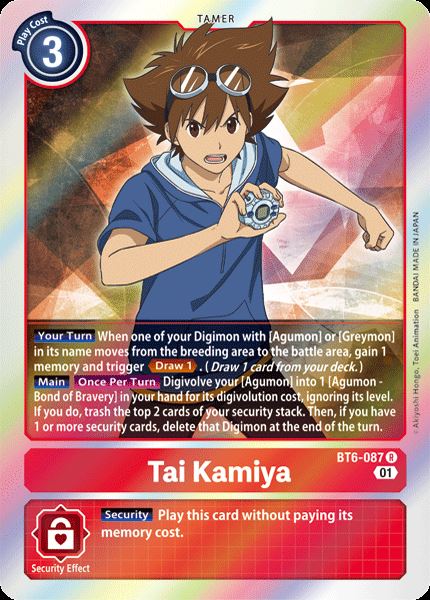 TAMER
Play Cost
3
© Akiyoshi Hongo, Toei Animation   BANDAI MADE IN JAPAN
Your Turn When one of your Digimon with [Agumon] or [Greymon]
in its name moves from the breeding area to the battle area, gain 1
memory and trigger Draw 1 . (Draw 1 card from your deck.)
Main Once Per Turn Digivolve your [Agumon] into 1 [Agumon -
Bond of Bravery] in your hand for its digivolution cost, ignoring its level.
If you do, trash the top 2 cards of your security stack. Then, if you have
1 or more security cards, delete that Digimon at the end of the turn.
Tai Kamiya
BT6-087 R
01
Security Play this card without paying its
memory cost.
Security Effect